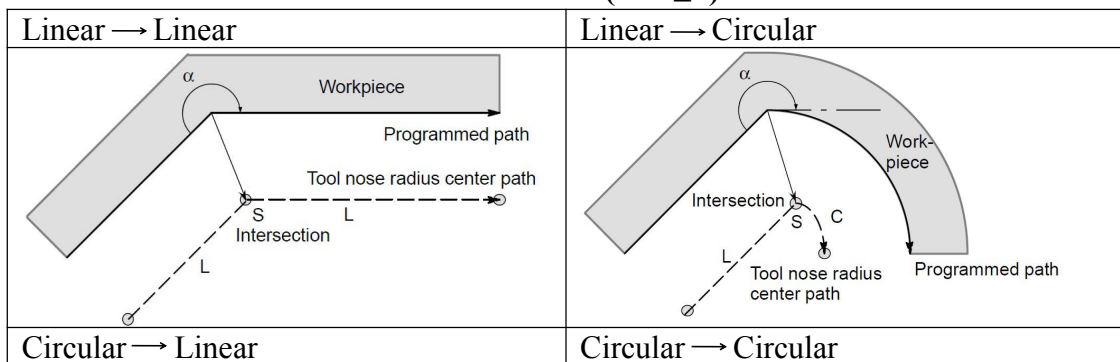 Linear → Linear
Linear → Circular
α
Workpiece
Programmed path
Tool nose radius center path
S
L
Intersection
L
α
Work-
piece
Intersection
S
C
L
Tool nose radius
center path
Programmed path
Circular → Linear
Circular → Circular